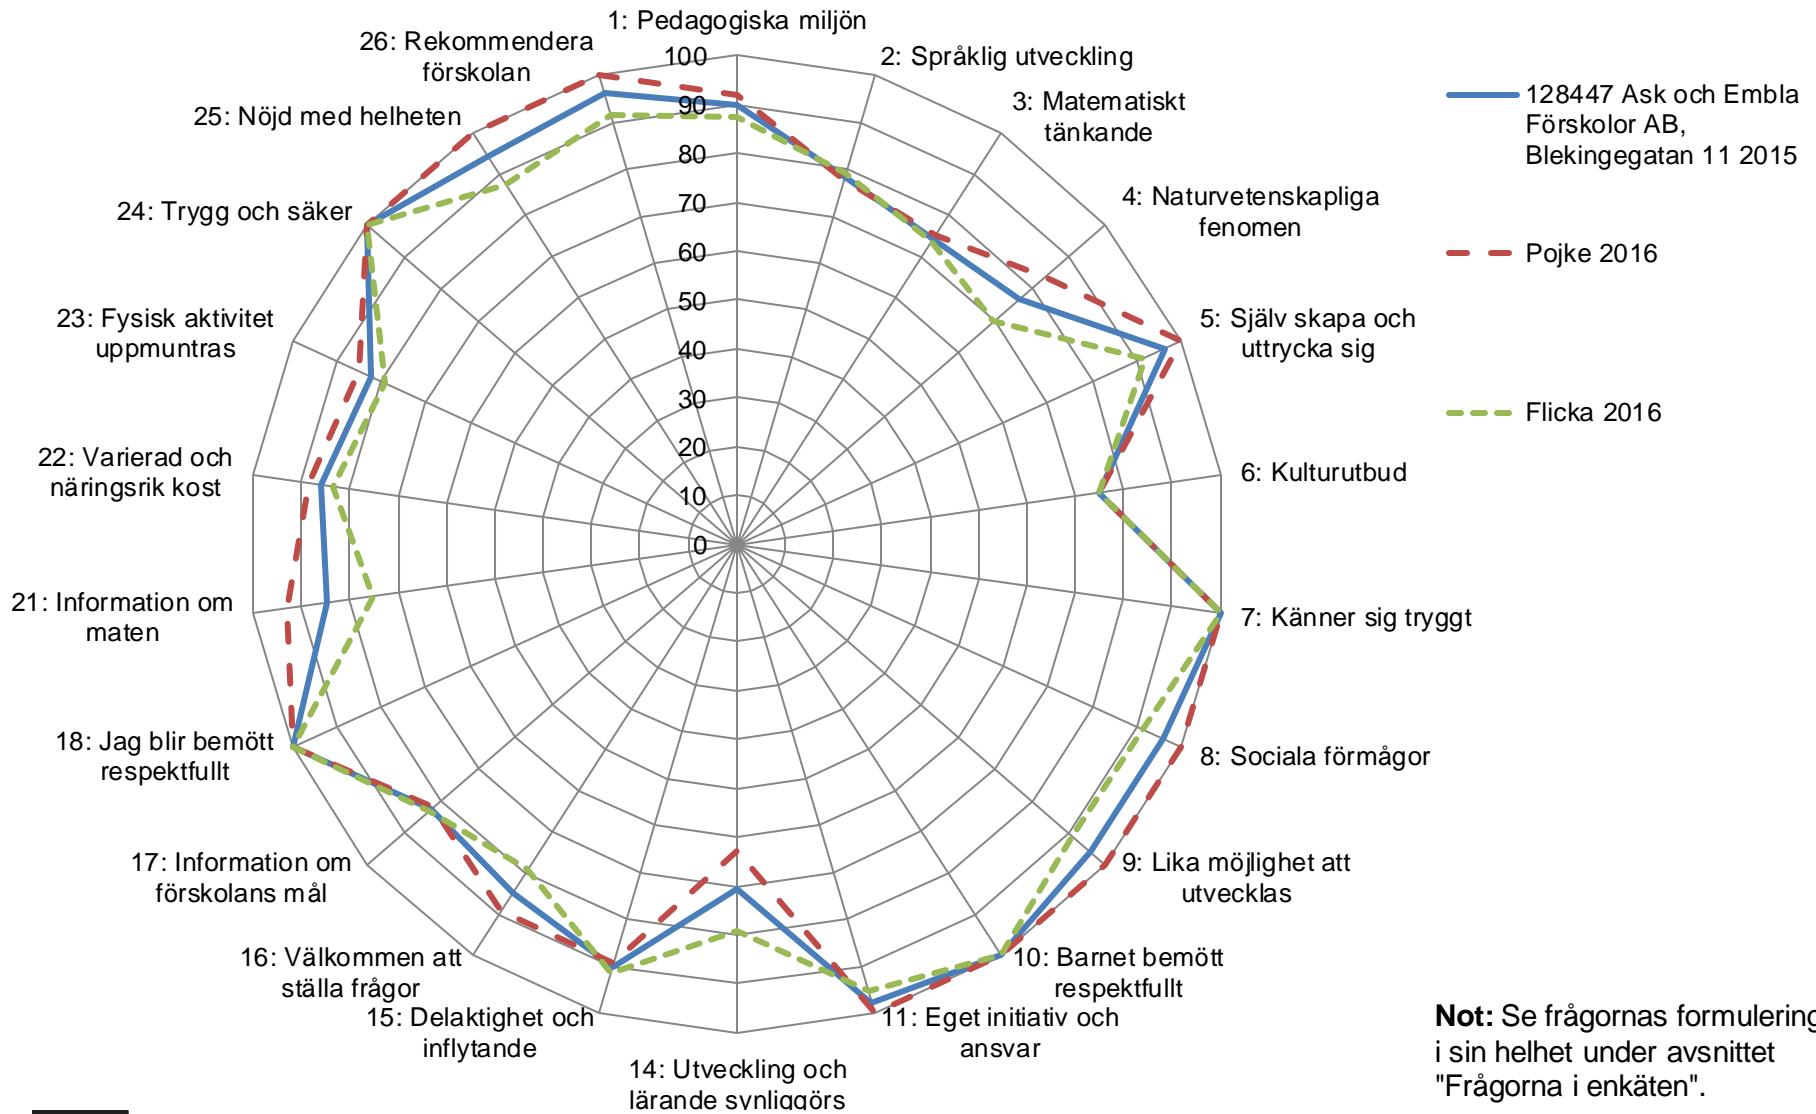 1: Pedagogiska miljön
2: Språklig utveckling
3: Matematiskt
tänkande
4: Naturvetenskapliga
fenomen
5: Själv skapa och
uttrycka sig
6: Kulturutbud
7: Känner sig tryggt
8: Sociala förmågor
9: Lika möjlighet att
utvecklas
10: Barnet bemött
respektfullt
11: Eget initiativ och
ansvar
14: Utveckling och
lärande synliggörs
15: Delaktighet och
inflytande
16: Välkommen att
ställa frågor
17: Information om
förskolans mål
18: Jag blir bemött
respektfullt
21: Information om
maten
22: Varierad och
näringsrik kost
23: Fysisk aktivitet
uppmuntras
24: Trygg och säker
25: Nöjd med helheten
26: Rekommendera
förskolan
100
90
80
70
60
50
40
30
20
10
0
128447 Ask och Embla
Förskolor AB,
Blekingegatan 11 2015
Pojke 2016
Flicka 2016
Not: Se frågornas formulering
i sin helhet under avsnittet
"Frågorna i enkäten".